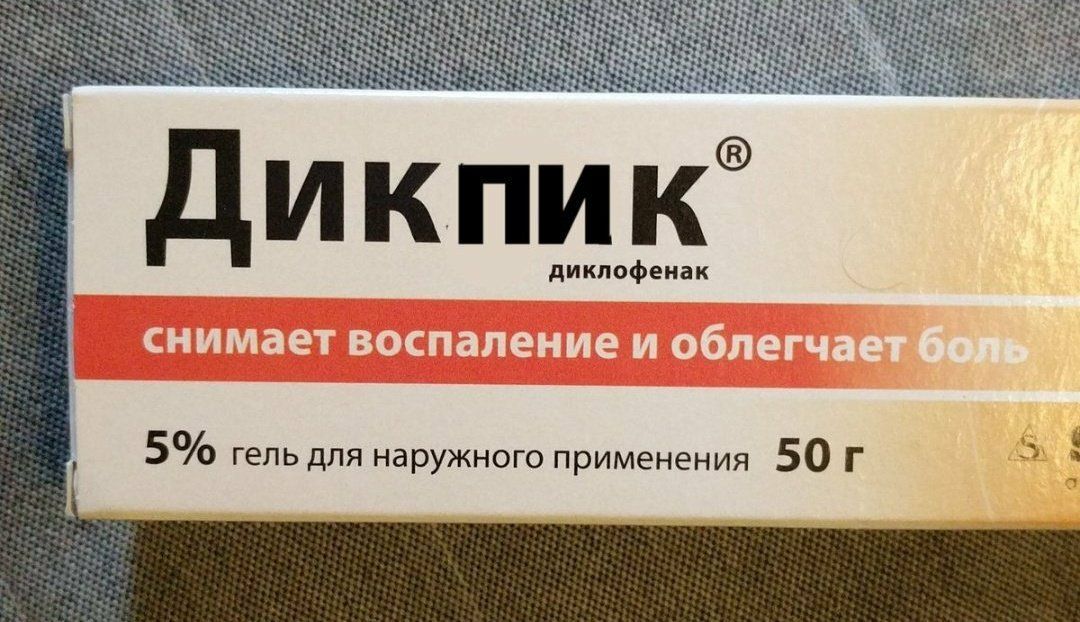 Дикпик®
диклофенак
снимает воспаление и облегчает боль
5% гель для наружного применения 50 г
S